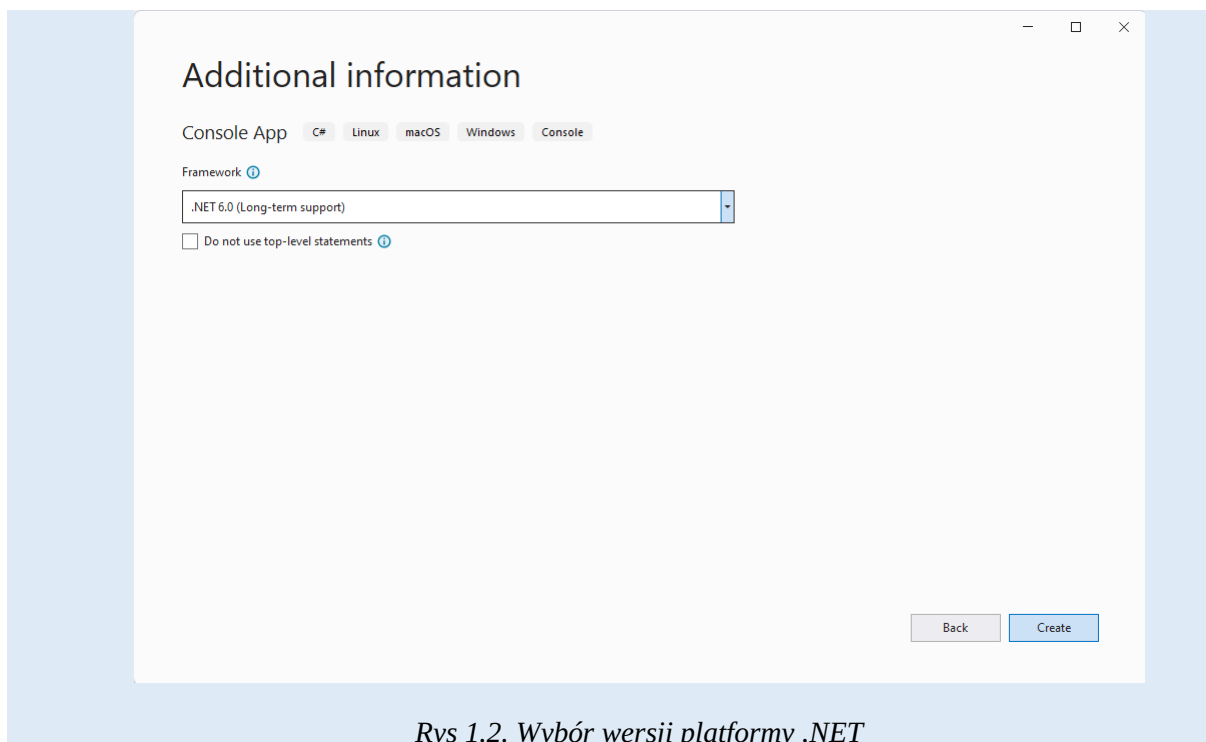 Additional information
Console App C# Linux macOS Windows Console
Framework
.NET 6.0 (Long-term support)
Do not use top-level statements
Back Create
Rys 1.2. Wybór wersji platformy .NET